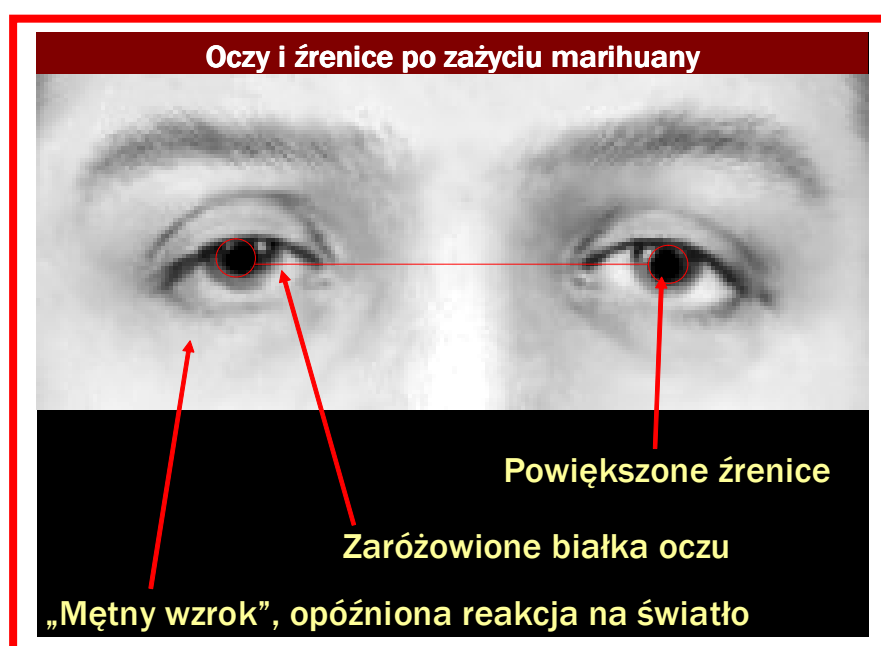 Oczy i źrenice po zażyciu marihuany
Powiększone źrenice
Zaróżowione białka oczu
„Mętny wzrok”, opóźniona reakcja na światło